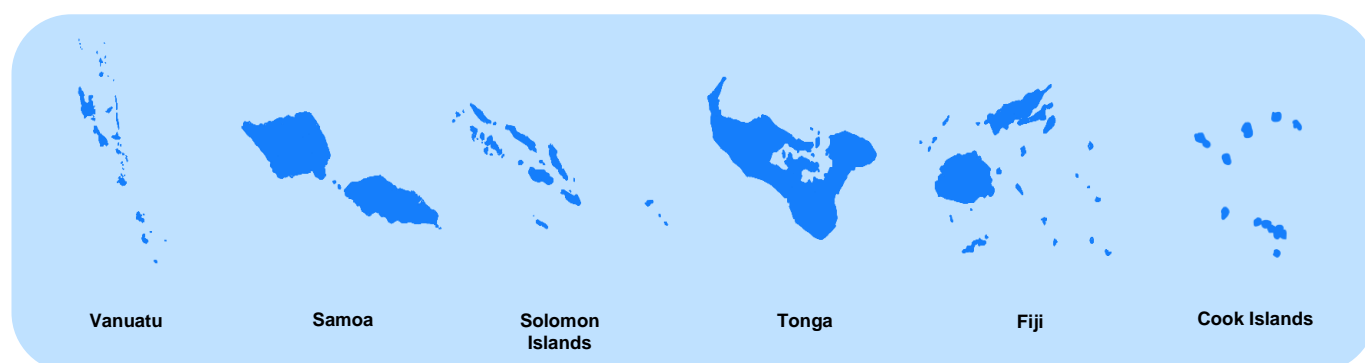 Vanuatu
Samoa
Solomon
Islands
Tonga
Fiji
Cook Islands